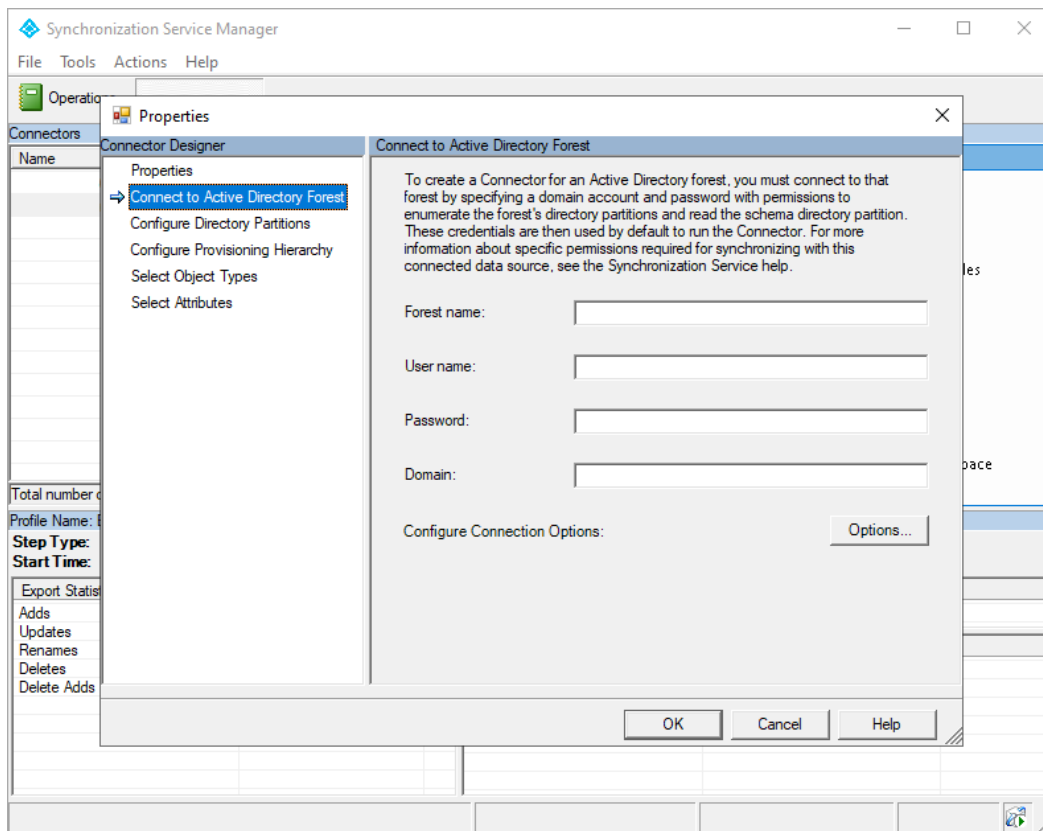 Synchronization Service Manager
File Tools Actions Help
Connectors
Name
Total number
Profile Name:
Step Type:
Start Time:
Adds
Updates
Renames
Deletes
Delete Adds
Properties
Connector Designer
Properties
Connect to Active Directory Forest
Configure Directory Partitions
Configure Provisioning Hierarchy
Select Object Types
Select Attributes
Connect to Active Directory Forest
To create a Connector for an Active Directory forest, you must connect to that
forest by specifying a domain account and password with permissions to
enumerate the forest's directory partitions and read the schema directory partition.
These credentials are then used by default to run the Connector. For more
information about specific permissions required for synchronizing with this
connected data source, see the Synchronization Service help.
Forest name:
User name:
Password:
Domain:
Configure Connection Options: Options...
OK Cancel Help